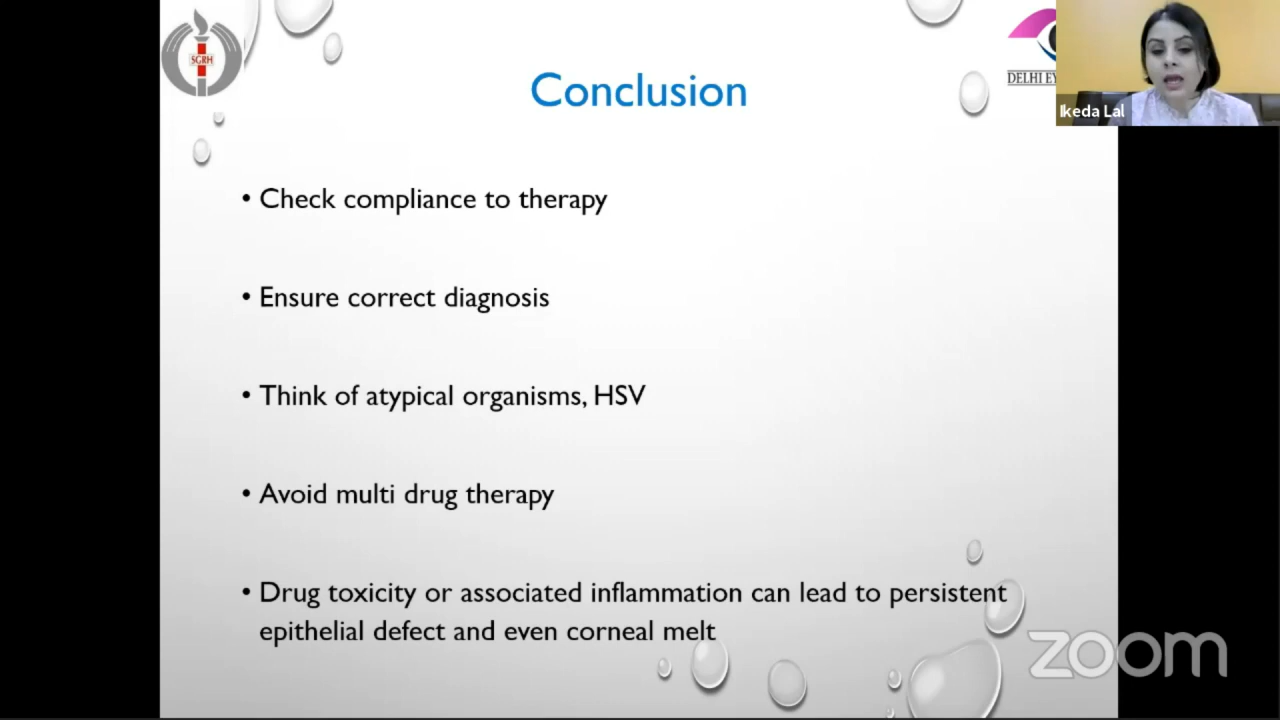 SGRH
Conclusion
DELHI EY
Ikeda Lal
• Check compliance to therapy
• Ensure correct diagnosis
• Think of atypical organisms, HSV
• Avoid multi drug therapy
• Drug toxicity or associated inflammation can lead to persistent
epithelial defect and even corneal melt
zoom